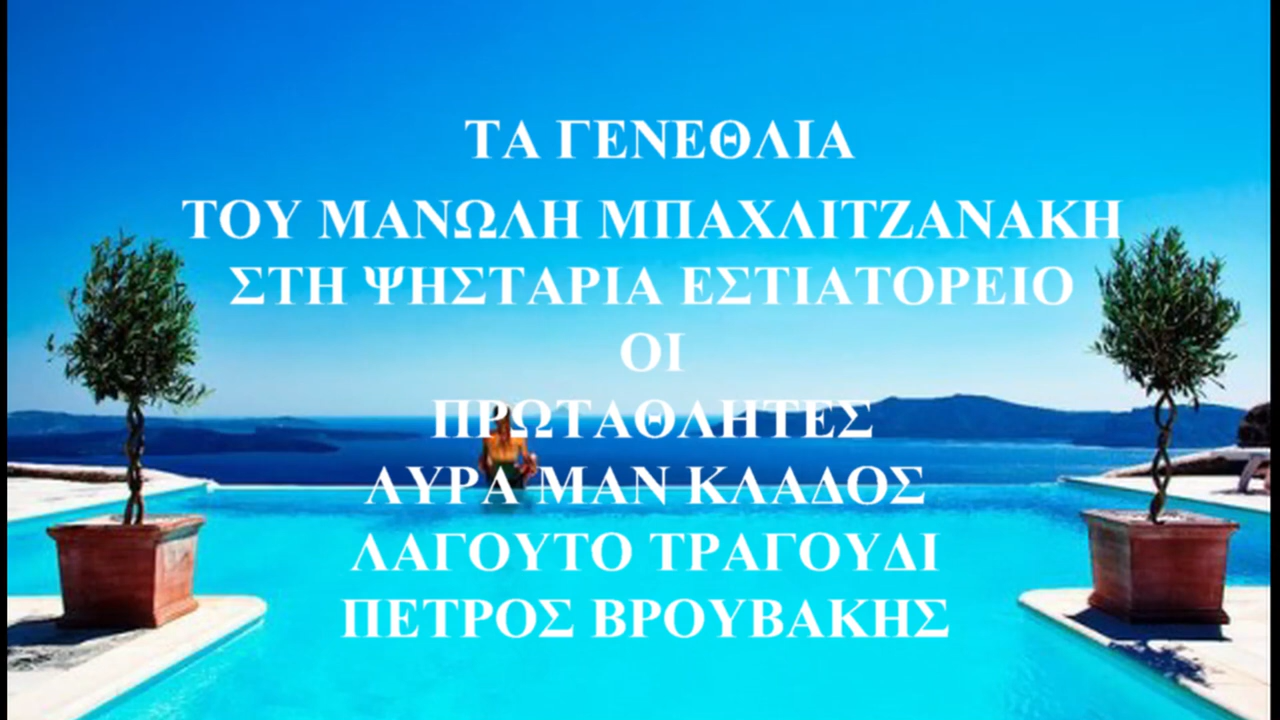 ΤΑ ΓΕΝΕΘΛΙΑ
ΤΟΥ ΜΑΝΩΛΗ ΜΠΑΧΛΙΤΖΑΝΑΚΗ
ΣΤΗ ΨΗΣΤΑΡΙΑ ΕΣΤΙΑΤΟΡΕΙΟ
ΟΙ
ΠΡΩΤΑΘΛΗΤΕΣ
ΛΥΡΑ ΜΑΝ ΚΛΑΔΟΣ
ΛΑΓΟΥΤΟ ΤΡΑΓΟΥΔΙ
ΠΕΤΡΟΣ ΒΡΟΥΒΑΚΗΣ